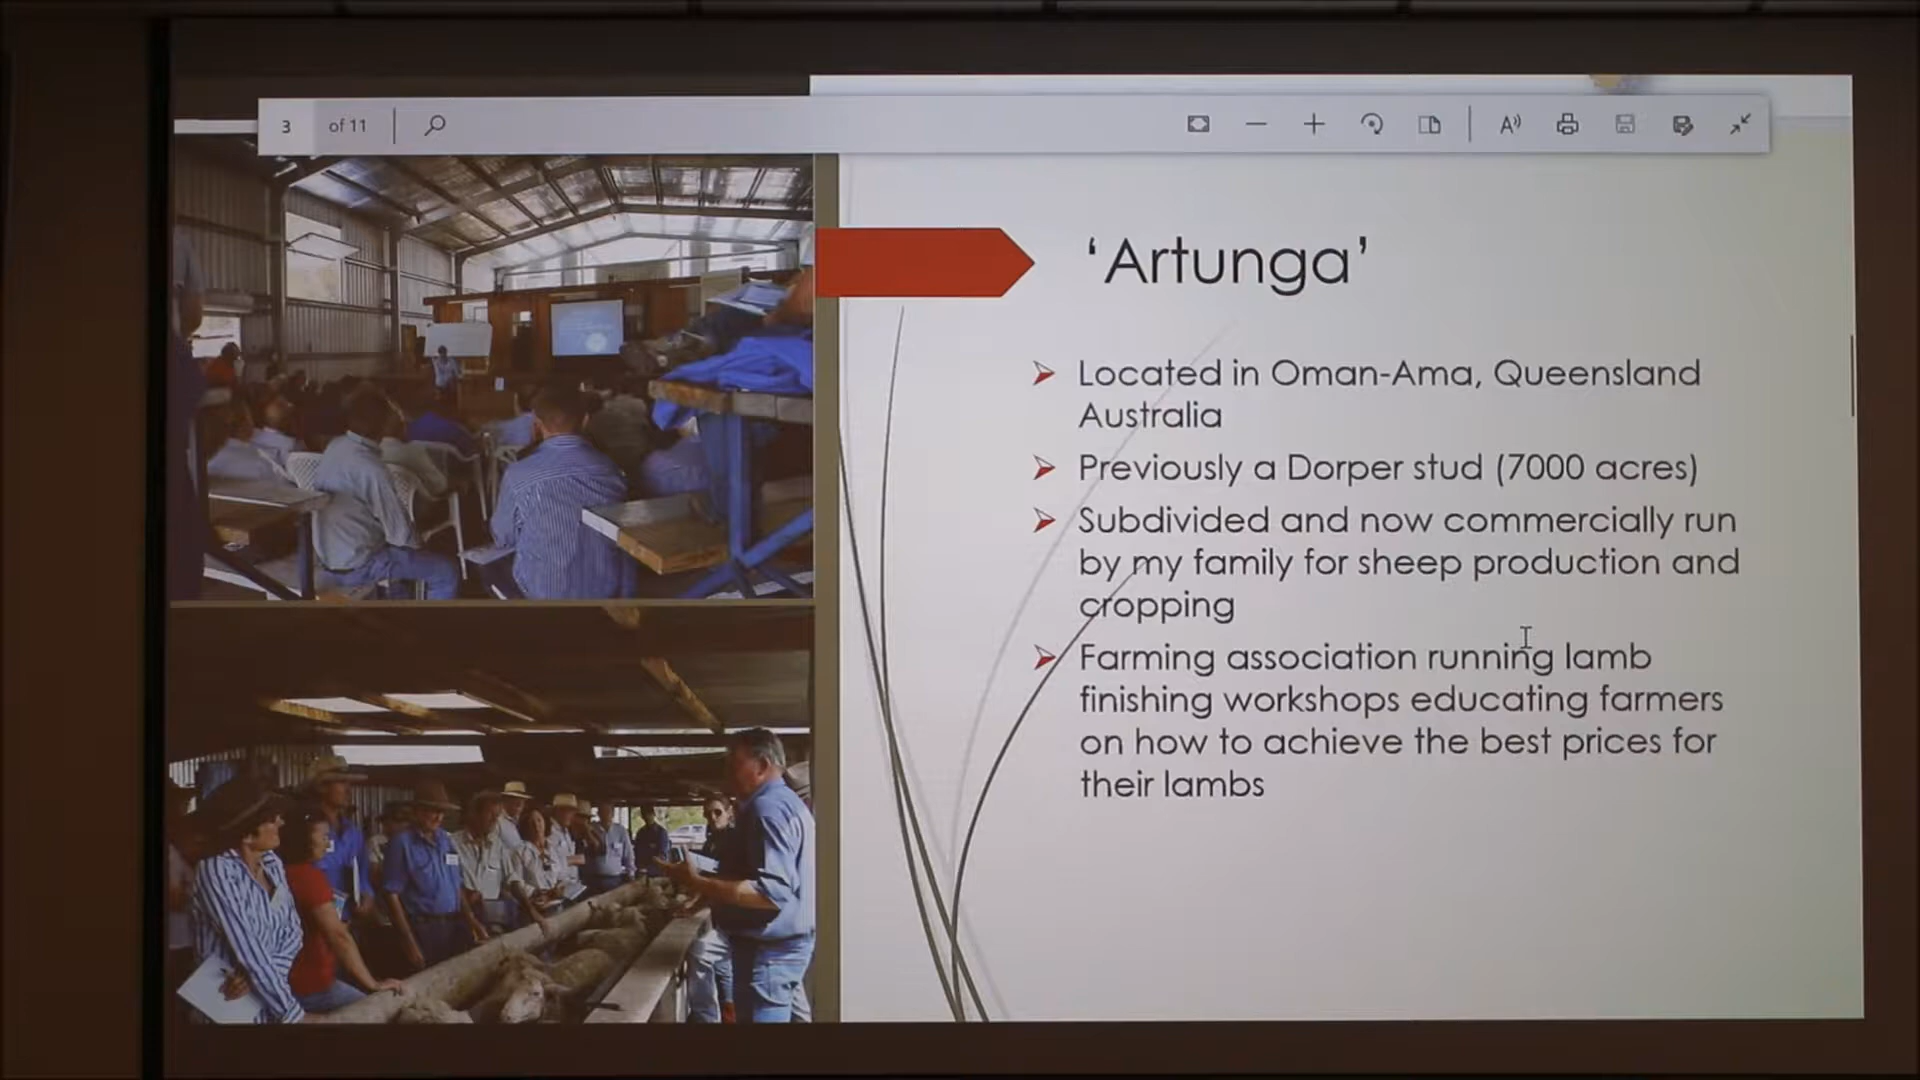 3 of 11
‘Artunga’
Located in Oman-Ama, Queensland
Australia
Previously a Dorper stud (7000 acres)
Subdivided and now commercially run
by my family for sheep production and
cropping
Farming association running lamb
finishing workshops educating farmers
on how to achieve the best prices for
their lambs